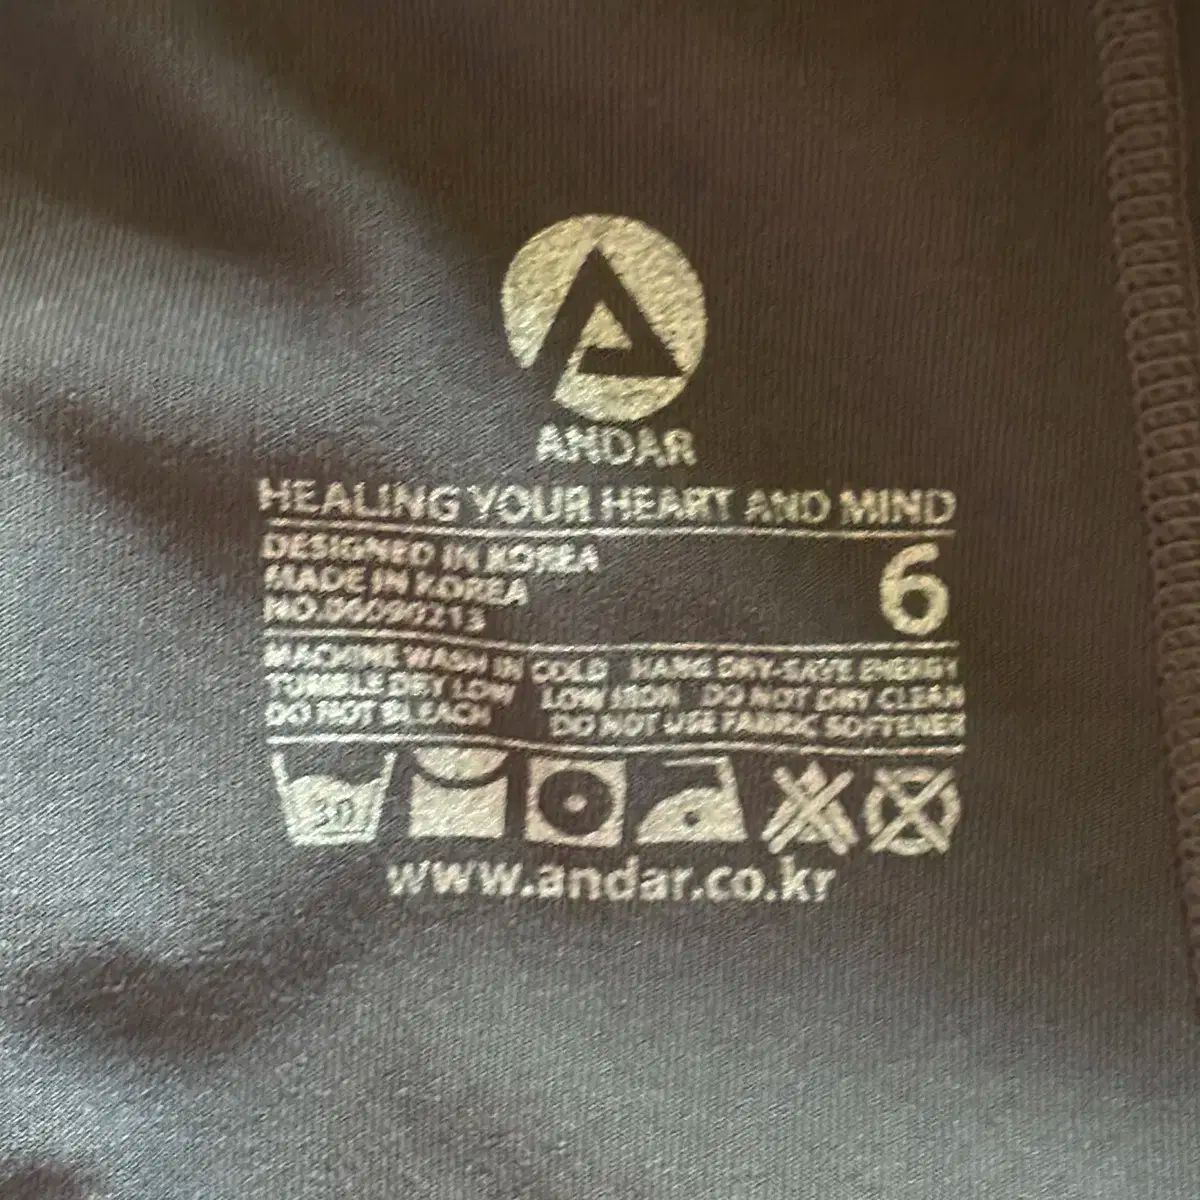 ANDAR
HEALING YOUR HEART AND MIND
DESIGNED IN KOREA
MADE IN KOREA
6
MACHINE WASH IN COLD HANG DRY-SAVE ENERGY
TUMBLE DRY LOW LOW IRON DO NOT DRY CLEAN
DO NOT BLEACH DO NOT USE FABRIC SOFTENER
30
www.andar.co.kr